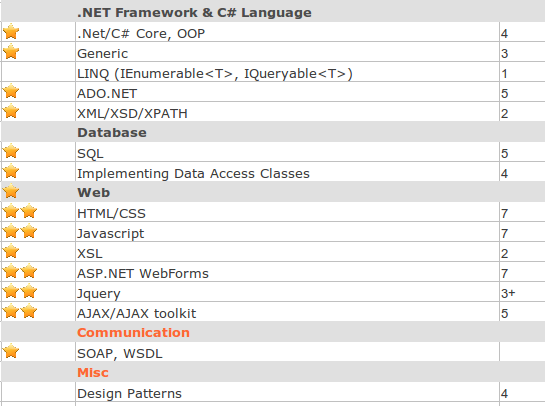 .NET Framework & C# Language
.Net/C# Core, OOP 4
Generic 3
LINQ (IEnumerable<T>, IQueryable<T>) 1
ADO.NET 5
XML/XSD/XPATH 2
Database
SQL 5
Implementing Data Access Classes 4
Web
HTML/CSS 7
Javascript 7
XSL 2
ASP.NET WebForms 7
Jquery 3+
AJAX/AJAX toolkit 5
Communication
SOAP, WSDL
Misc
Design Patterns 4